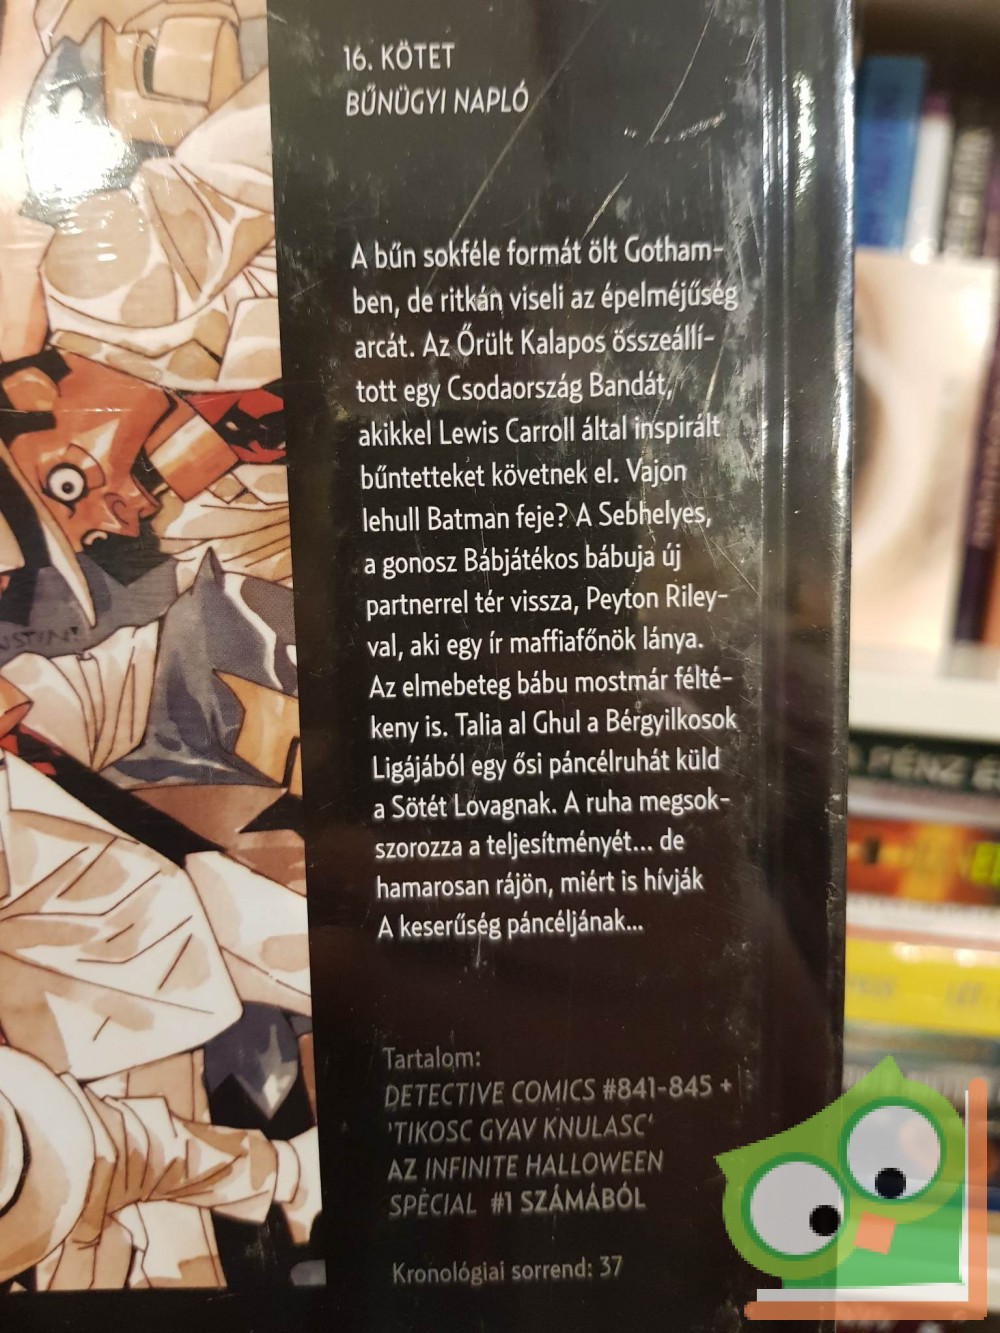 16. KÖTET
BŰNÜGYI NAPLÓ
A bűn sokféle formát ölt Gotham-
ben, de ritkán viseli az épelméjűség
arcát. Az Őrült Kalapos összeállí-
tott egy Csodaország Bandát,
akikkel Lewis Carroll által inspirált
bűntetteket követnek el. Vajon
lehull Batman feje? A Sebhelyes,
a gonosz Bábjátékos bábuja új
partnerrel tér vissza, Peyton Riley-
val, aki egy ír maffiafőnök lánya.
Az elmebeteg bábu mostmár félté-
keny is. Talia al Ghul a Bérgyilkosok
Ligájából egy ősi páncélruhát küld
a Sötét Lovagnak. A ruha megsok-
szorozza a teljesítményét... de
hamarosan rájön, miért is hívják
A keserűség páncéljának...
Tartalom:
DETECTIVE COMICS #841-845 +
'TIKOSC GYAV KNULASC'
AZ INFINITE HALLOWEEN
SPÉCIAL #1 SZÁMÁBÓL
Kronológiai sorrend: 37
PÉNZ